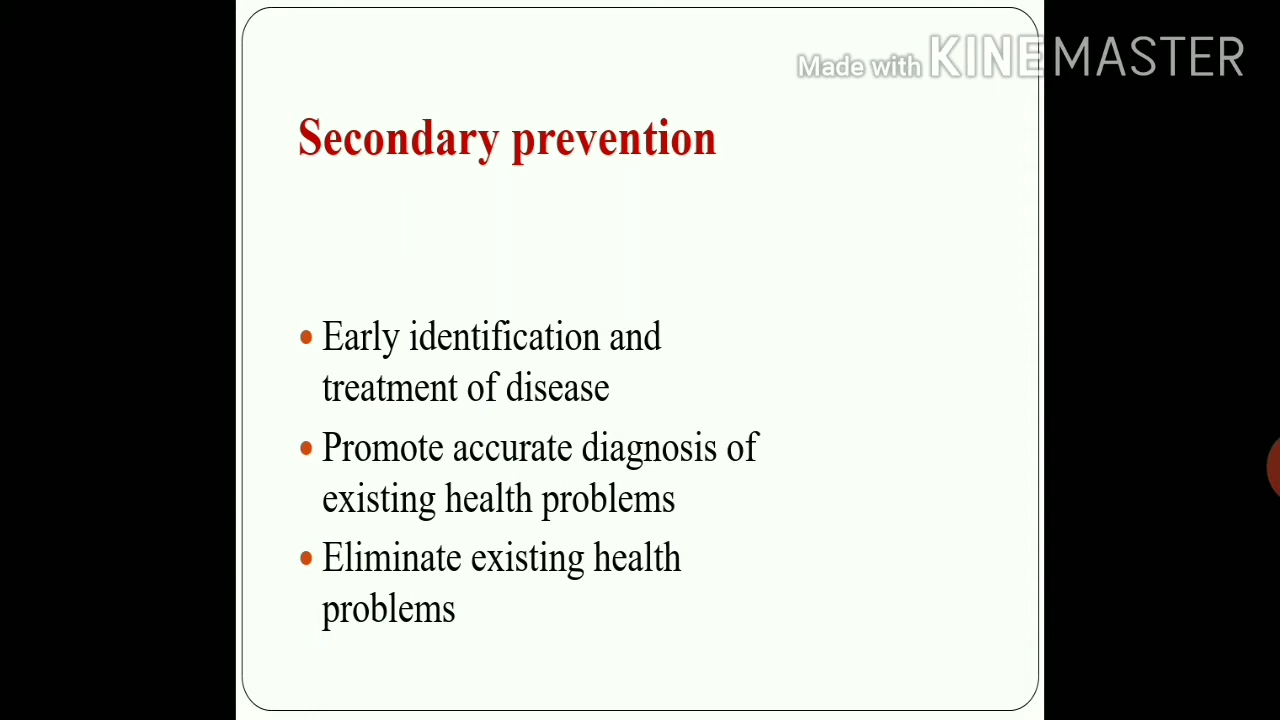 Made with KINEMASTER
Secondary prevention
• Early identification and
treatment of disease
• Promote accurate diagnosis of
existing health problems
• Eliminate existing health
problems